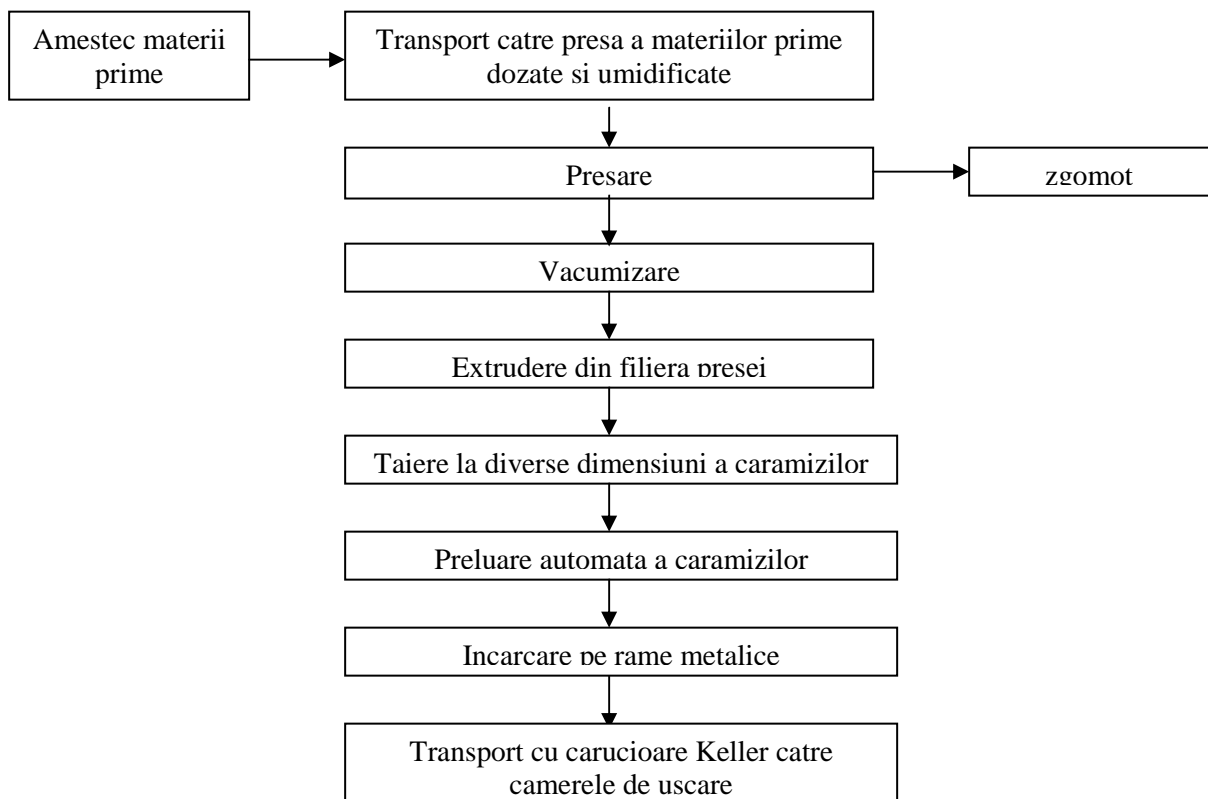 Amestec materii
prime
Transport catre presa a materiilor prime
dozate si umidificate
Presare
zgomot
Vacumizare
Extrudere din filiera presei
Taiere la diverse dimensiuni a caramizilor
Preluare automata a caramizilor
Incarcare pe rame metalice
Transport cu carucioare Keller catre
camerele de uscare